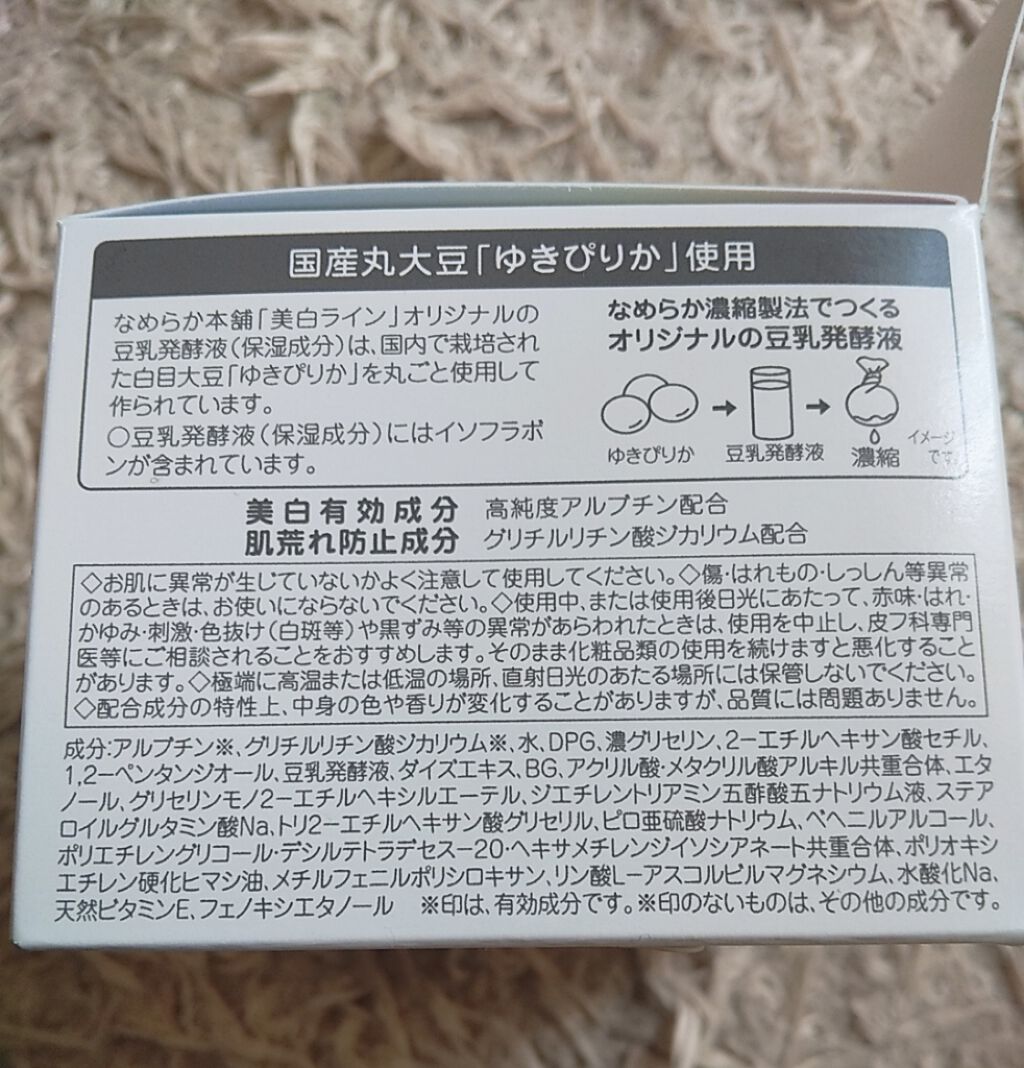 国産丸大豆「ゆきぴりか」使用
なめらか本舗「美白ライン」オリジナルの
豆乳発酵液(保湿成分)は、国内で栽培され
た白目大豆「ゆきぴりか」を丸ごと使用して
作られています。
○豆乳発酵液(保湿成分)にはイソフラボ
ンが含まれています。
なめらか濃縮製法でつくる
オリジナルの豆乳発酵液
ゆきぴりか
豆乳発酵液
濃縮
イメージ
です。
美白有効成分 高純度アルブチン配合
肌荒れ防止成分 グリチルリチン酸ジカリウム配合
◇お肌に異常が生じていないかよく注意して使用してください。◇傷・はれもの・しっしん等異常
のあるときは、お使いにならないでください。◇使用中、または使用後日光にあたって、赤味・はれ・
かゆみ・刺激・色抜け(白斑等)や黒ずみ等の異常があらわれたときは、使用を中止し、皮フ科専門
医等にご相談されることをおすすめします。そのまま化粧品類の使用を続けますと悪化すること
があります。◇極端に高温または低温の場所、直射日光のあたる場所には保管しないでください。
◇配合成分の特性上、中身の色や香りが変化することがありますが、品質には問題ありません。
成分:アルブチン※、グリチルリチン酸ジカリウム※、水、DPG、濃グリセリン、2-エチルヘキサン酸セチル、
1,2-ペンタンジオール、豆乳発酵液、ダイズエキス、BG、アクリル酸・メタクリル酸アルキル共重合体、エタ
ノール、グリセリンモノ2-エチルヘキシルエーテル、ジエチレントリアミン五酢酸五ナトリウム液、ステア
ロイルグルタミン酸Na、トリ2-エチルヘキサン酸グリセリル、ピロ亜硫酸ナトリウム、ベヘニルアルコール、
ポリエチレングリコール・デシルテトラデセス-20・ヘキサメチレンジイソシアネート共重合体、ポリオキシ
エチレン硬化ヒマシ油、メチルフェニルポリシロキサン、リン酸L-アスコルビルマグネシウム、水酸化Na、
天然ビタミンE、フェノキシエタノール ※印は、有効成分です。※印のないものは、その他の成分です。